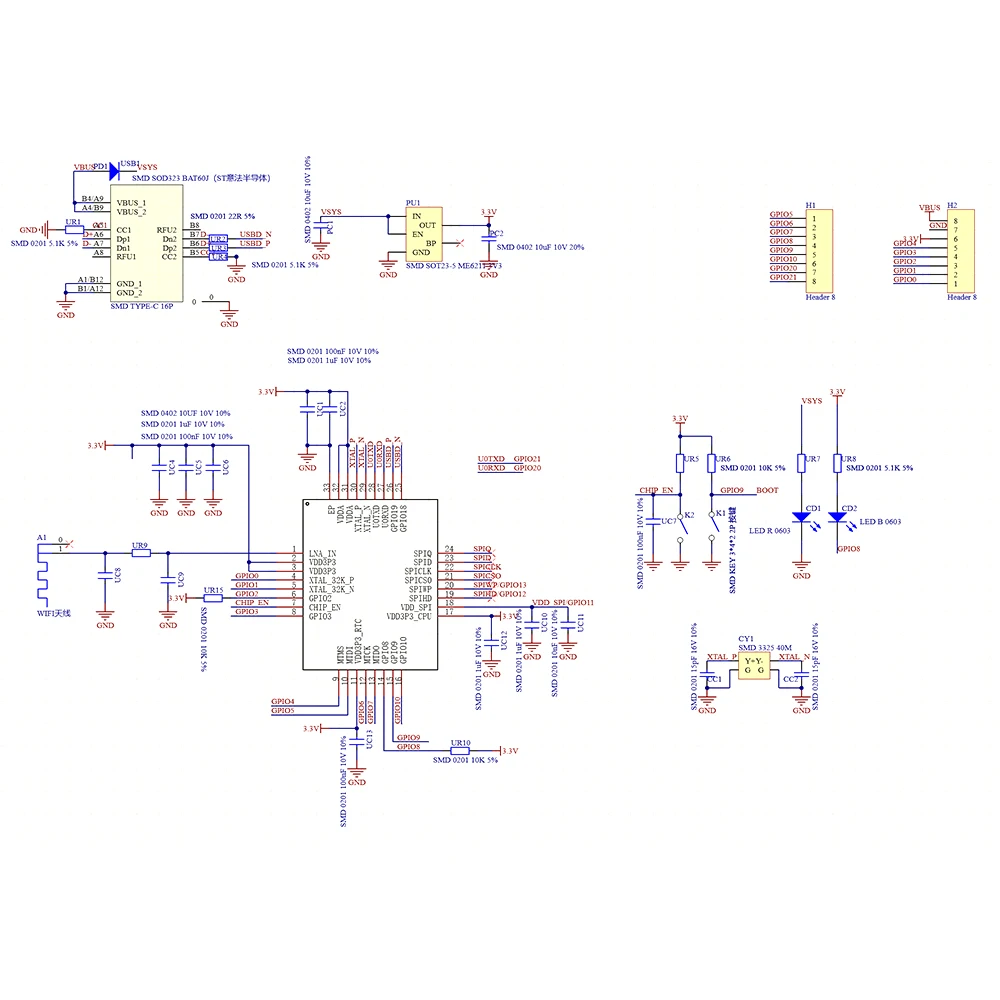 VBUS
PD1
USB1
VSYS
SMD SOD323 BAT60J（ST意法半导体）
B4/A9
A4/B9
VBUS_1
VBUS_2
GND
UR1
A5
CC1
RFU2
B8
SMD 0201 22R 5%
SMD 0201 5.1K 5%
D+
A6
Dp1
Dn2
B7
D-
UR2
USBD_N
D-
A7
Dn1
Dp2
B6
D+
UR3
USBD_P
A8
RFU1
CC2
B5
UR4
SMD 0201 5.1K 5%
GND
A1/B12
GND_1
B1/A12
GND_2
GND
SMD TYPE-C 16P
0
0
GND
SMD 0402 10uF 10V 10%
VSYS
PC1
GND
PU1
IN
OUT
EN
BP
GND
GND
SMD SOT23-5 ME6217 3V3
3.3V
PC2
SMD 0402 10uF 10V 20%
GND
H1
GPIO5
1
GPIO6
2
GPIO7
3
GPIO8
4
GPIO9
5
GPIO10
6
GPIO20
7
GPIO21
8
Header 8
VBUS
H2
8
GND
7
3.3V
6
GPIO4
5
GPIO3
4
GPIO2
3
GPIO1
2
GPIO0
1
Header 8
SMD 0201 100nF 10V 10%
SMD 0201 1uF 10V 10%
3.3V
UC1
UC2
GND
SMD 0402 10UF 10V 10%
SMD 0201 1uF 10V 10%
SMD 0201 100nF 10V 10%
3.3V
UC4
UC5
UC6
GND
GND
GND
XTAL_P
XTAL_N
U0TXD
U0RXD
USBD_P
USBD_N
33
32
31
30
29
28
27
26
25
EP
VDDA
VDDA
XTAL_P
XTAL_N
U0TXD
U0RXD
GPIO19
GPIO18
U0TXD
GPIO21
U0RXD
GPIO20
A1
0
1
WIFI天线
UR9
UC8
GND
UC9
GND
3.3V
UR15
SMD 0201 10K 5%
1
LNA_IN
2
VDD3P3
3
VDD3P3
GPIO0
4
XTAL_32K_P
GPIO1
5
XTAL_32K_N
GPIO2
6
GPIO2
CHIP_EN
7
CHIP_EN
GPIO3
8
GPIO3
SPIQ
24
SPIQ
SPID
23
SPID
SPICLK
22
SPICLK
SPICS0
21
SPICSO
SPIWP
20
SPIWP/GPIO13
SPIHD
19
SPIHD/GPIO12
VDD_SPI
18
VDD_SPI/GPIO11
VDD3P3_CPU
17
3.3V
UC12
SMD 0201 1uF 10V 10%
GND
UC10
SMD 0201 1uF 10V 10%
GND
UC11
SMD 0201 10nF 10V 10%
GND
MTMS
MTDI
VDD3P3_RTC
MTCK
MTDO
GPIO8
GPIO9
GPIO10
9
10
11
12
13
14
15
16
GPIO4
GPIO5
GPIO6
GPIO7
GPIO10
3.3V
UC13
SMD 0201 100nF 10V 10%
GND
GPIO9
GPIO8
UR10
3.3V
SMD 0201 10K 5%
3.3V
UR5
UR6
SMD 0201 10K 5%
CHIP_EN
GPIO9
BOOT
UC7
SMD 0201 100nF 10V 10%
K2
K1
SMD KEY 3*4*2 2P 按键
GND
GND
GND
VSYS
3.3V
UR7
UR8
SMD 0201 5.1K 5%
CD1
CD2
LED R 0603
LED B 0603
GND
GPIO8
CY1
SMD 3325 40M
XTAL_P
Y+
Y-
XTAL_N
G
G
CC1
CC2
SMD 0201 15pF 16V 10%
SMD 0201 15pF 16V 10%
GND
GND